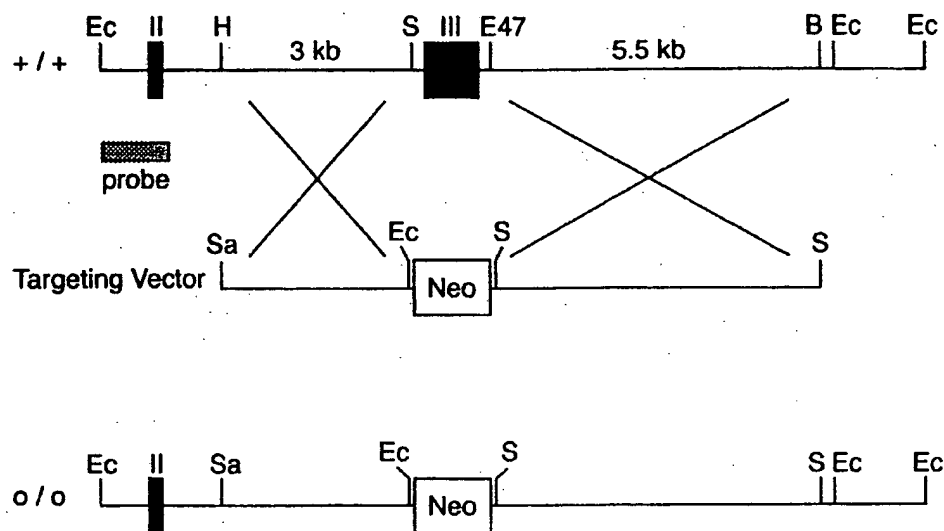 Ec II H S III E47 B Ec Ec
+ / + 3 kb 5.5 kb
probe
Sa Ec S S
Targeting Vector Neo
Ec II Sa Ec S S Ec Ec
o / o Neo